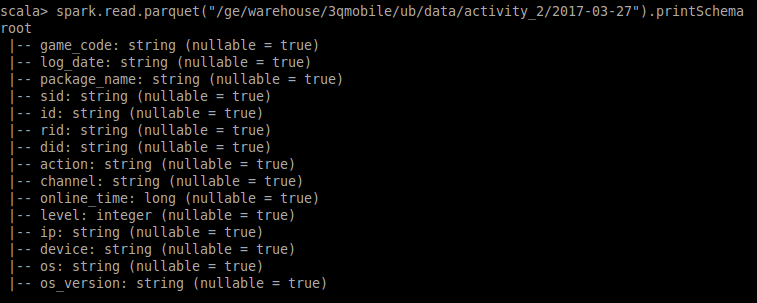 scala> spark.read.parquet("/ge/warehouse/3qmobile/ub/data/activity_2/2017-03-27").printSchema
root
 |-- game_code: string (nullable = true)
 |-- log_date: string (nullable = true)
 |-- package_name: string (nullable = true)
 |-- sid: string (nullable = true)
 |-- id: string (nullable = true)
 |-- rid: string (nullable = true)
 |-- did: string (nullable = true)
 |-- action: string (nullable = true)
 |-- channel: string (nullable = true)
 |-- online_time: long (nullable = true)
 |-- level: integer (nullable = true)
 |-- ip: string (nullable = true)
 |-- device: string (nullable = true)
 |-- os: string (nullable = true)
 |-- os_version: string (nullable = true)